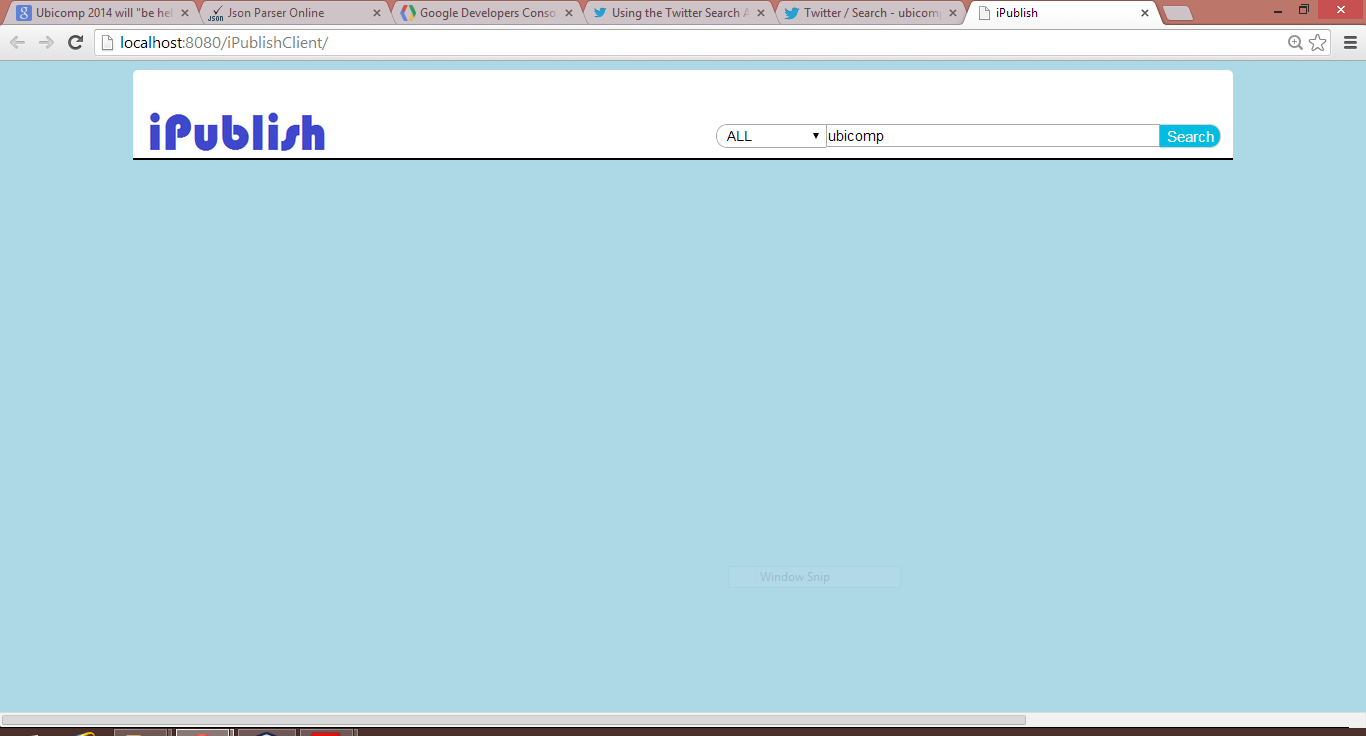 Ubicomp 2014 will "be hel
Json Parser Online
Google Developers Conso
Using the Twitter Search A
Twitter / Search - ubicomp
iPublish
localhost:8080/iPublishClient/
iPublish
ALL
ubicomp
Search
Window Snip